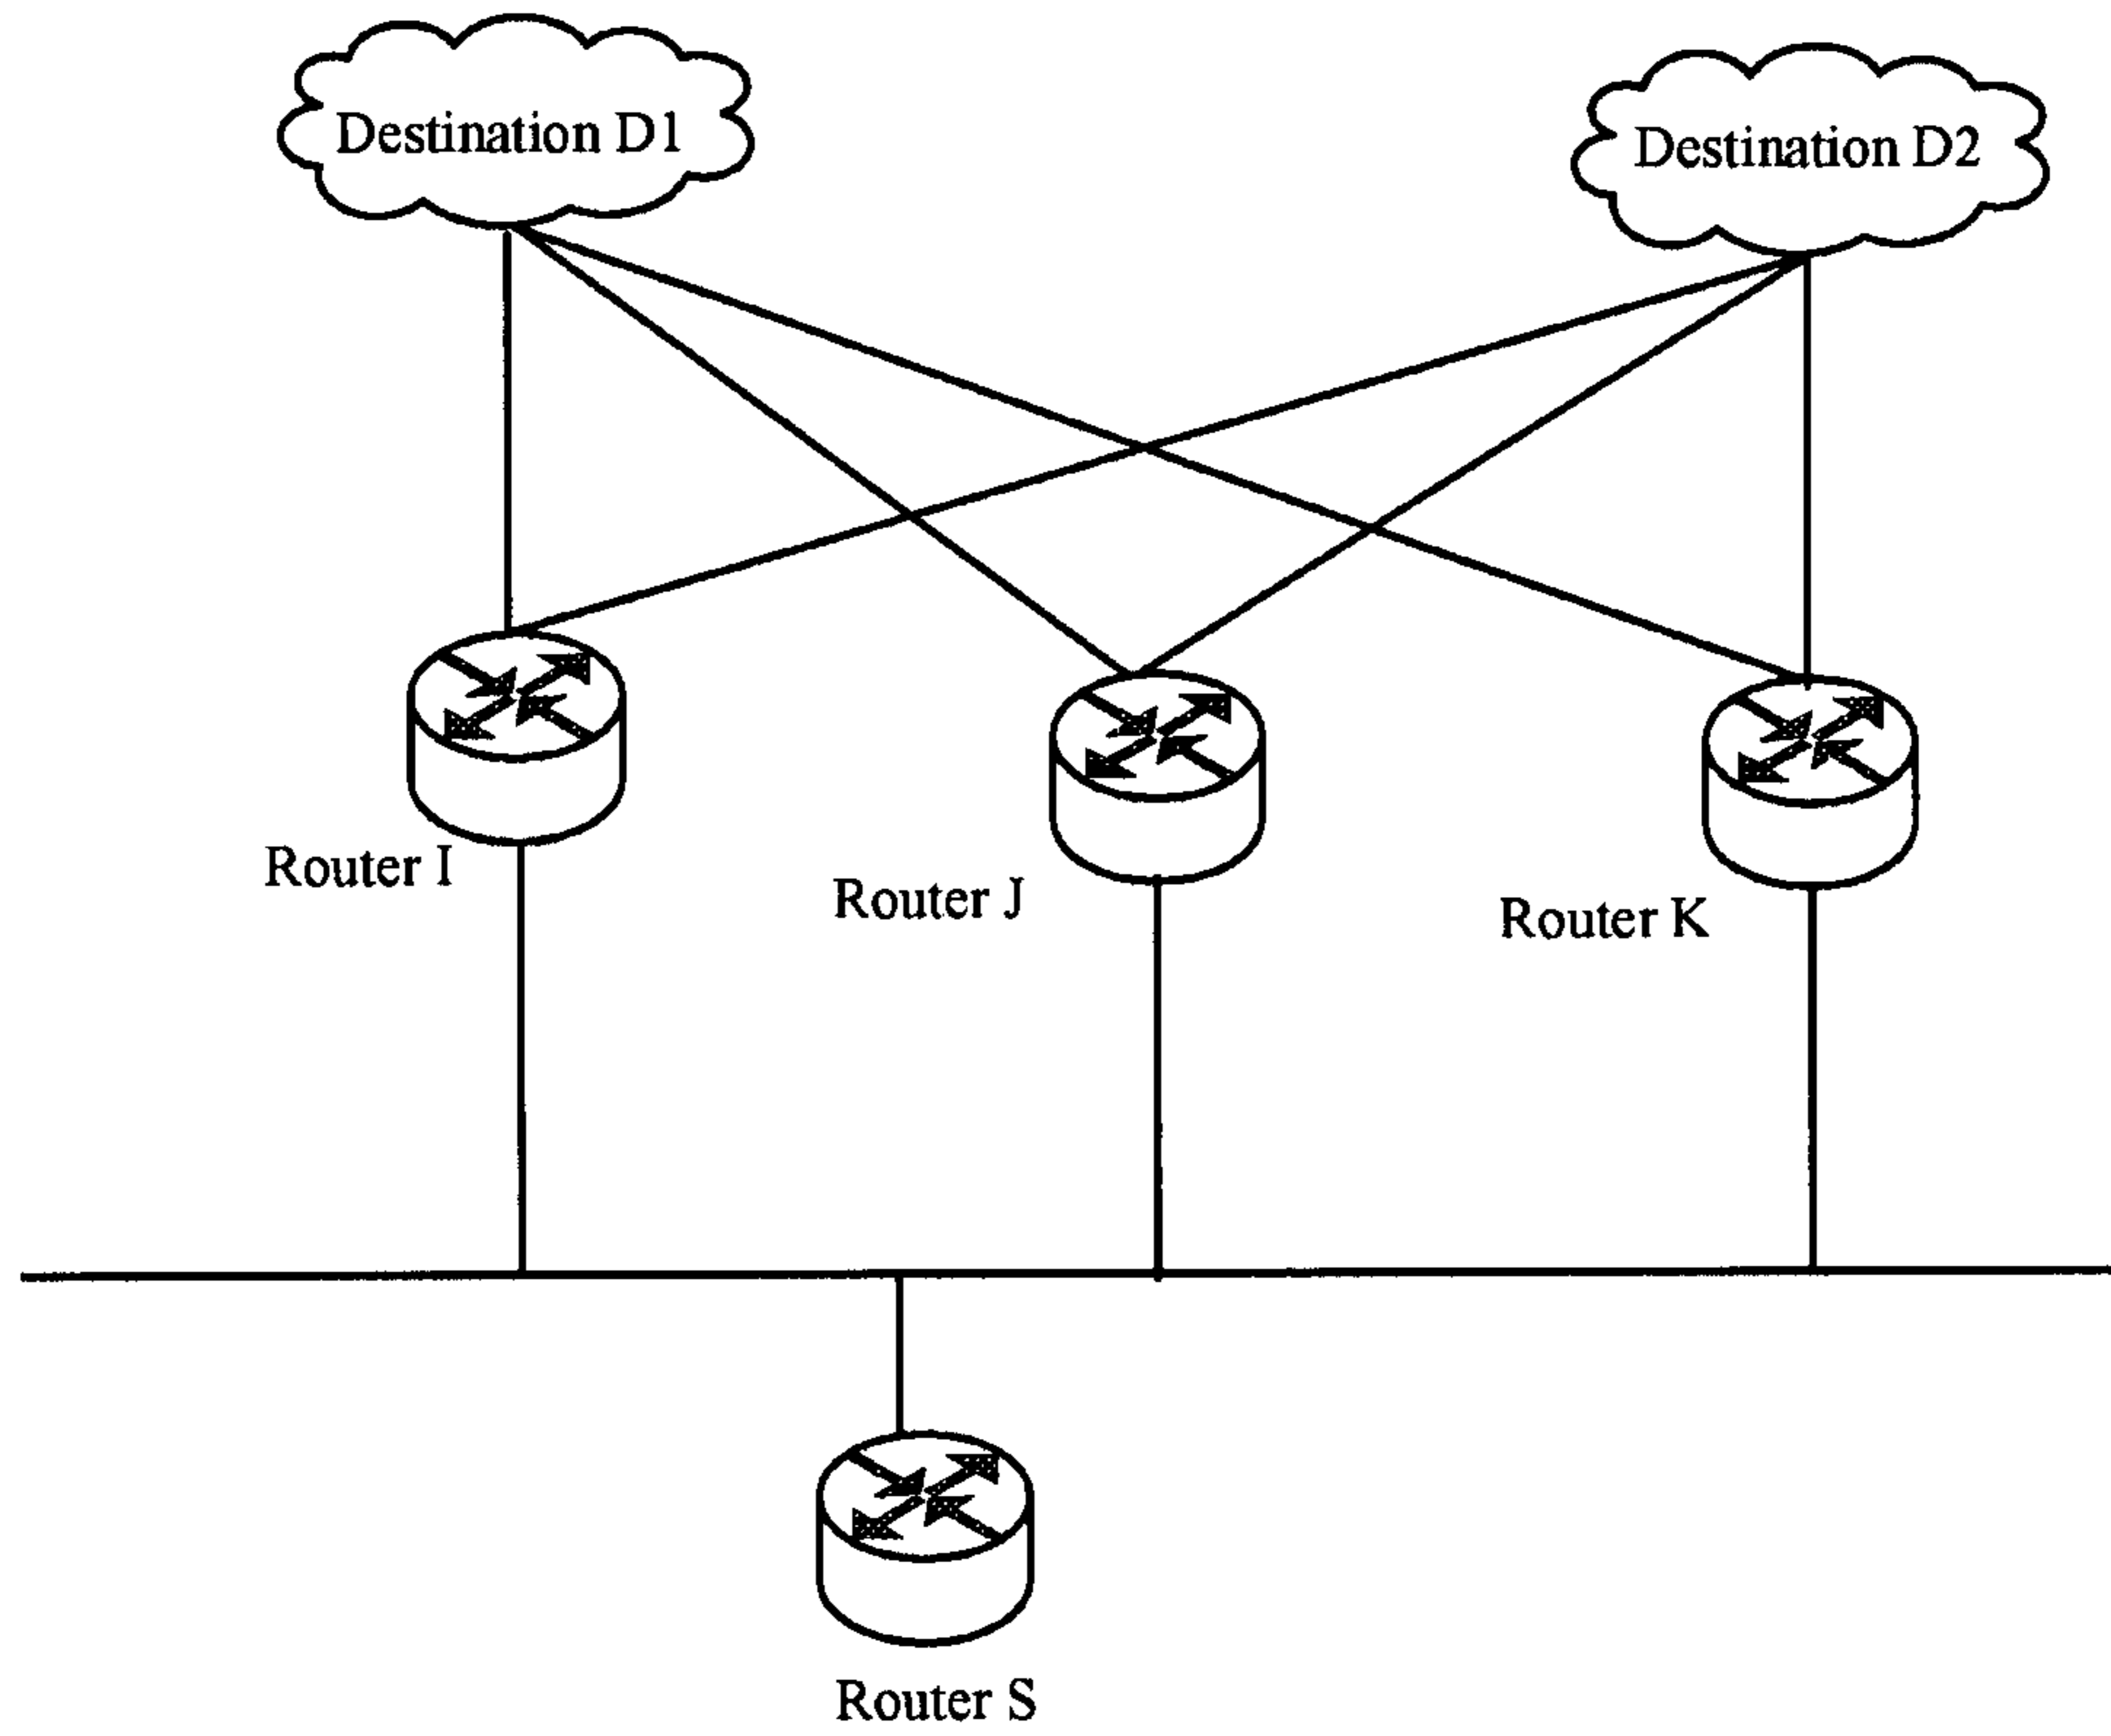 Destination D1
Destination D2
Router I
Router J
Router K
Router S